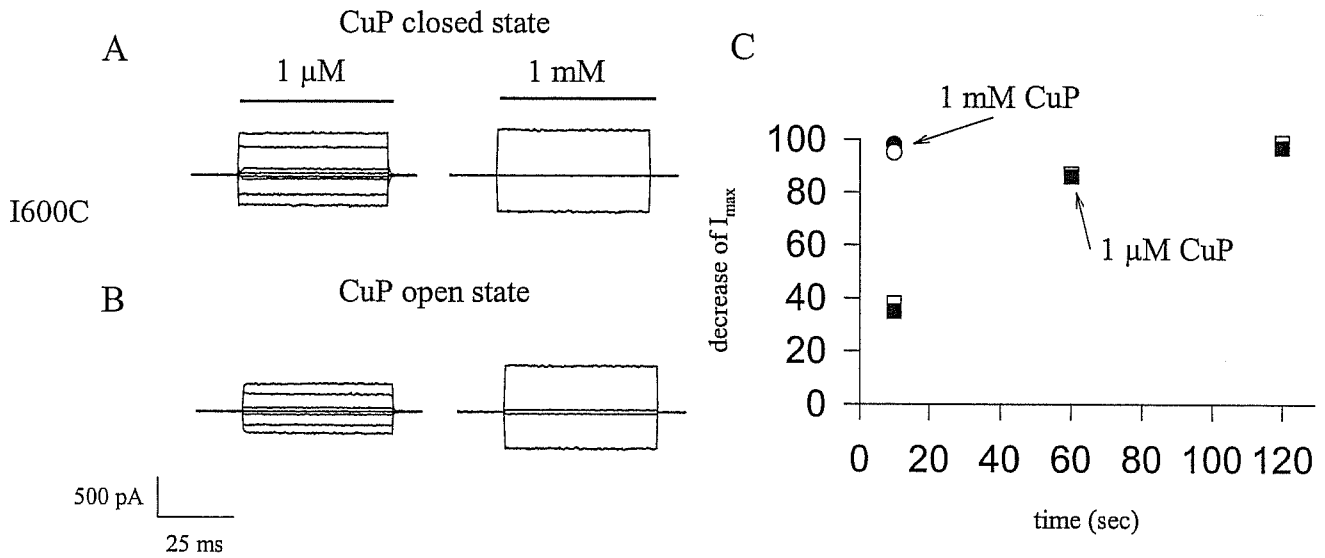 A
CuP closed state
1 μM
1 mM
I600C
B
CuP open state
500 pA
25 ms
C
1 mM CuP
1 μM CuP
decrease of Imax
100
80
60
40
20
0
0 20 40 60 80 100 120
time (sec)